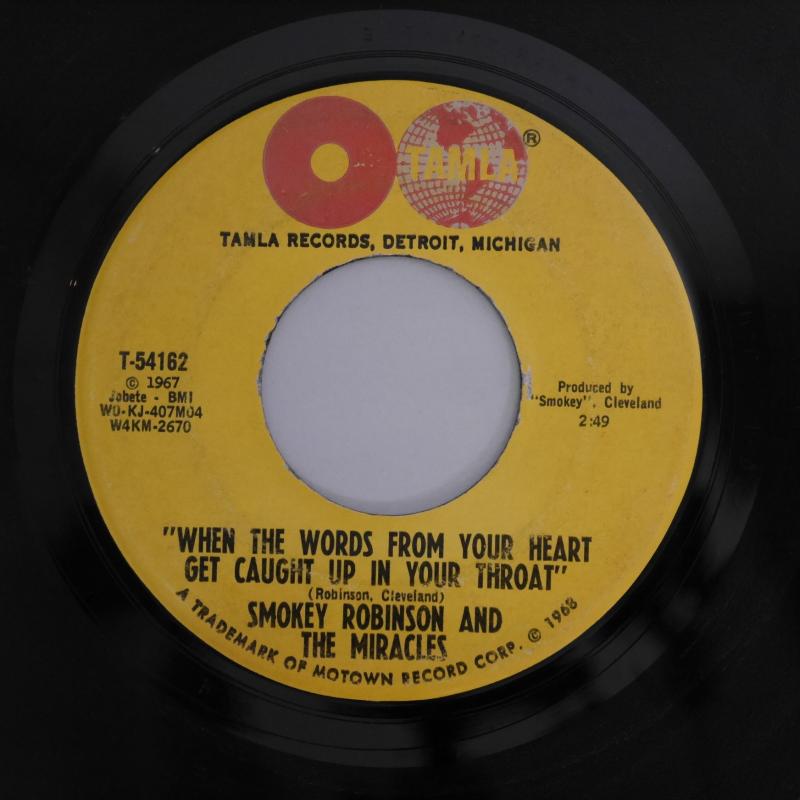 TAMLA ®
TAMLA RECORDS, DETROIT, MICHIGAN
T-54162
© 1967
Jobete - BMI
WD-KJ-407M04
W4KM-2670
Produced by
"Smokey", Cleveland
2:49
"WHEN THE WORDS FROM YOUR HEART
GET CAUGHT UP IN YOUR THROAT"
(Robinson, Cleveland)
SMOKEY ROBINSON AND
THE MIRACLES
A TRADEMARK OF MOTOWN RECORD CORP. © 1968